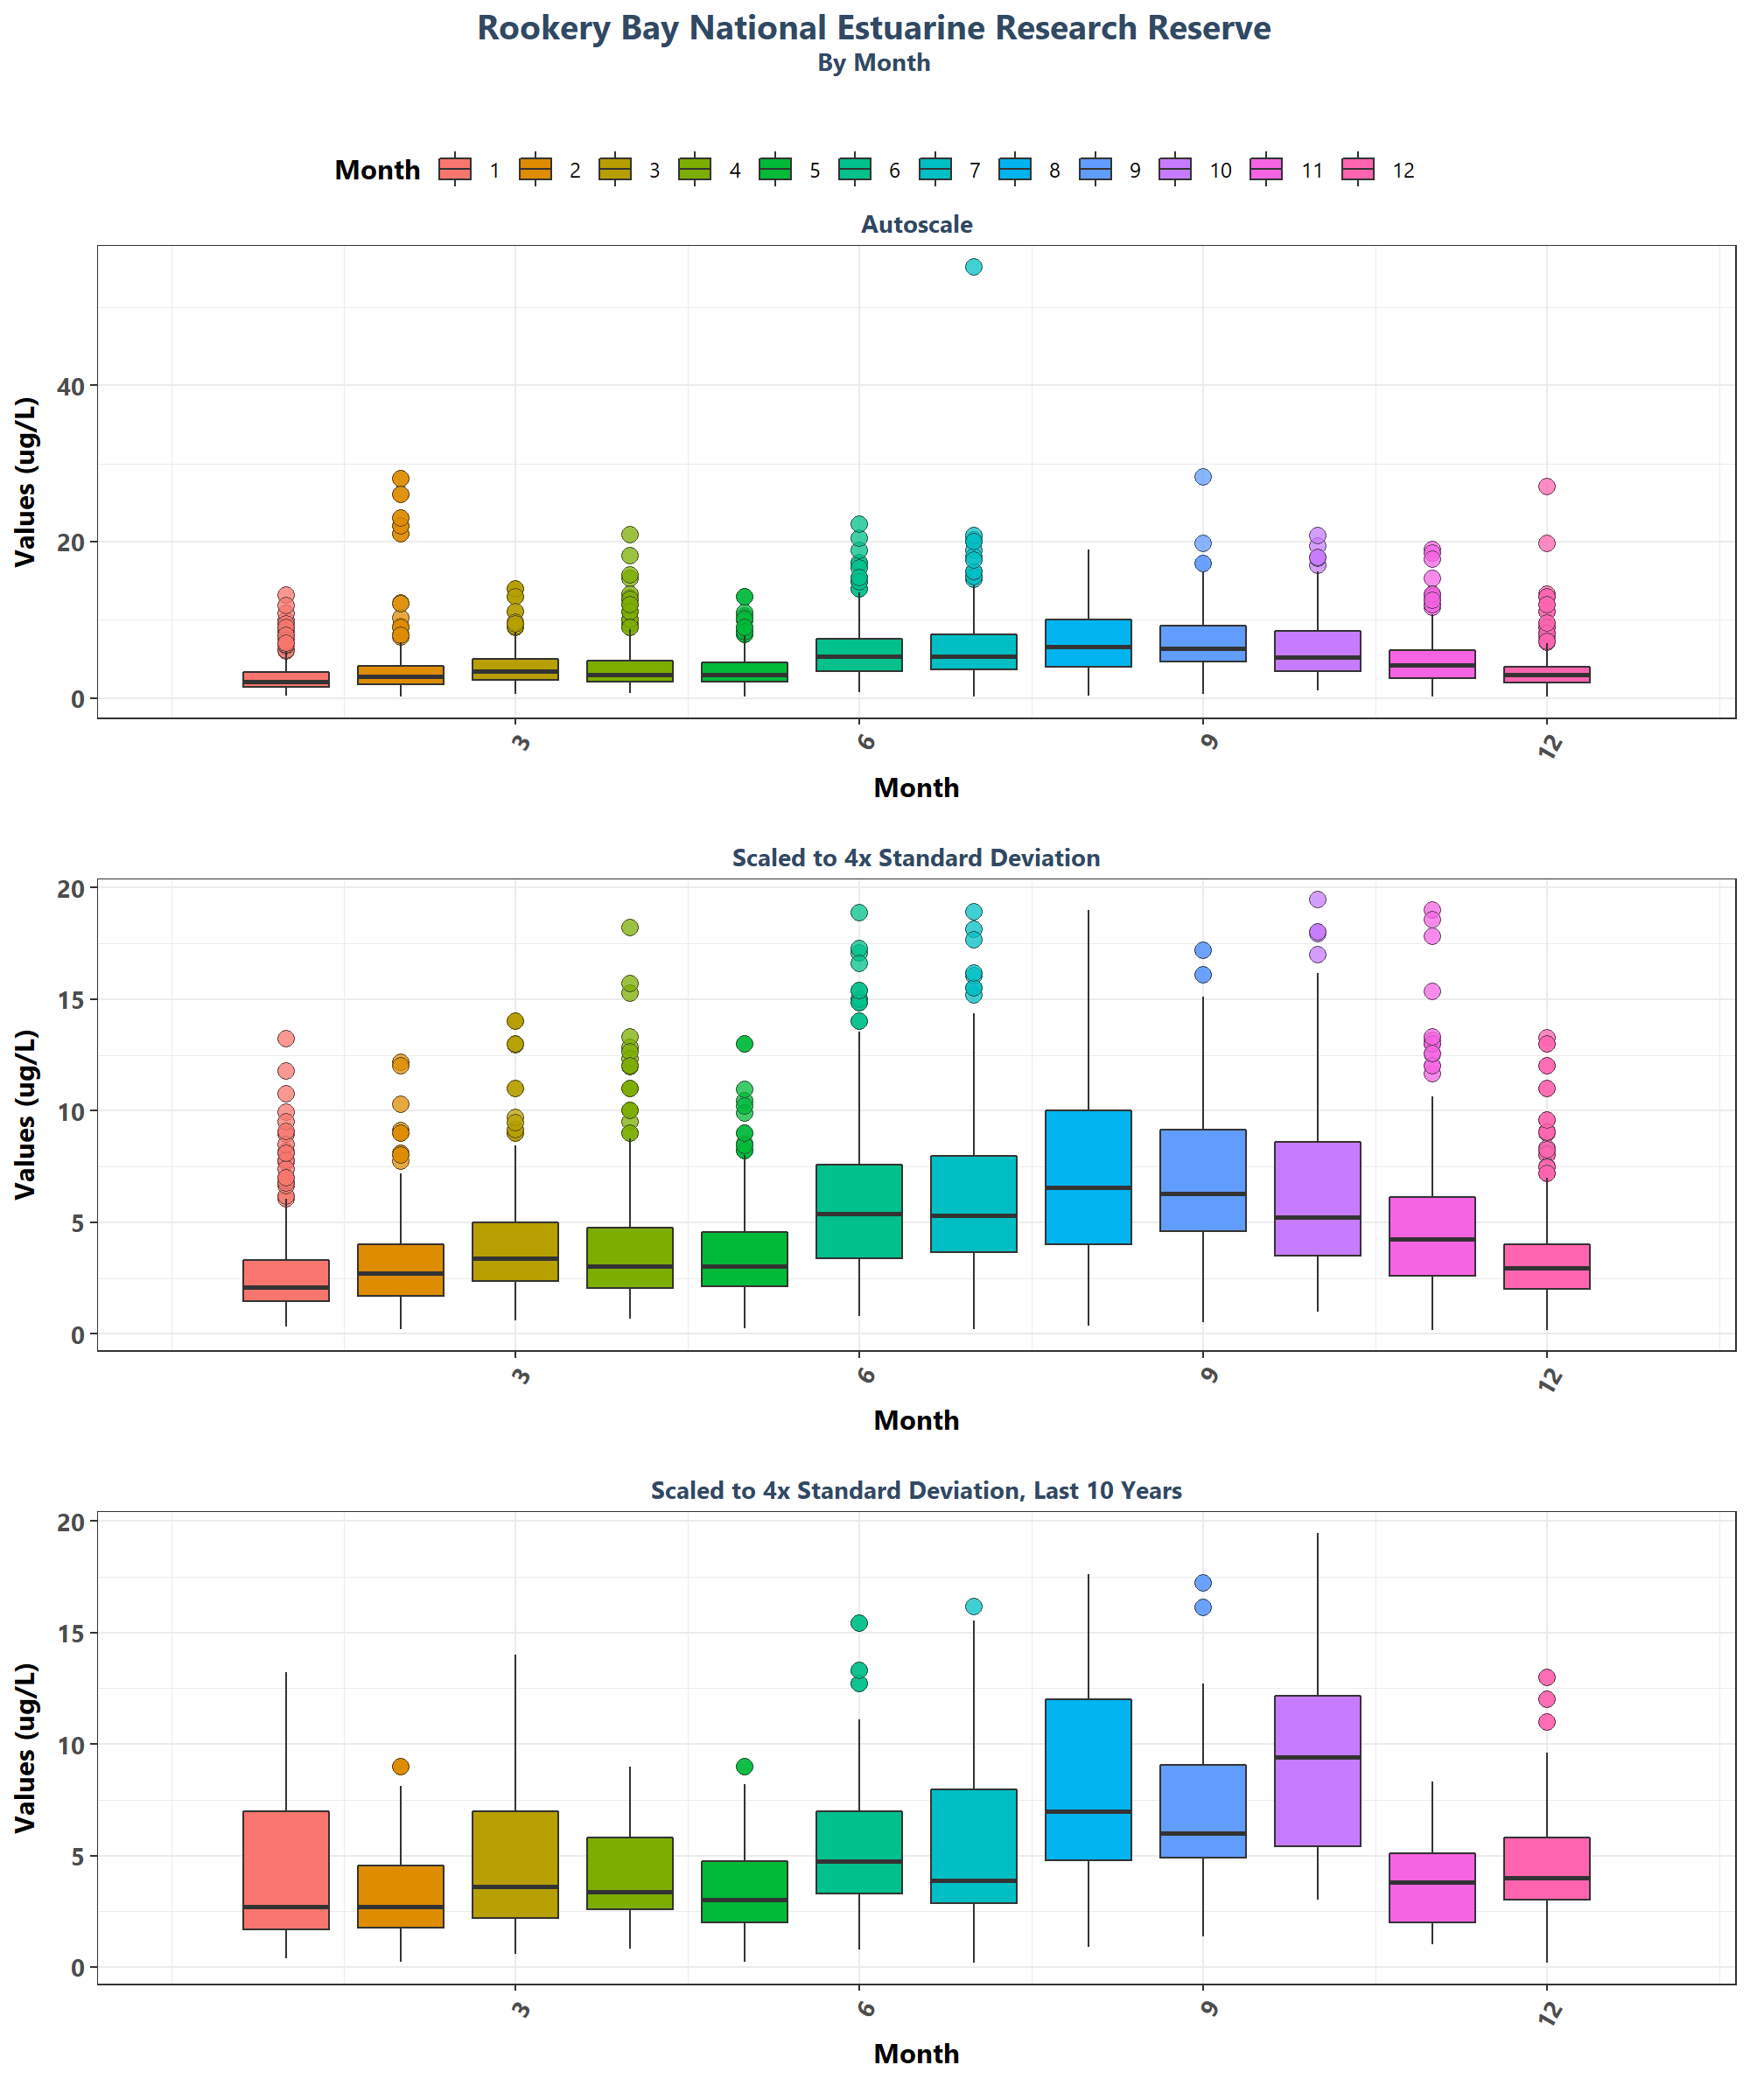 Rookery Bay National Estuarine Research Reserve
By Month
Month 1 2 3 4 5 6 7 8 9 10 11 12
Autoscale
Values (ug/L)
40
20
0
3 6 9 12
Month
Scaled to 4x Standard Deviation
Values (ug/L)
20
15
10
5
0
3 6 9 12
Month
Scaled to 4x Standard Deviation, Last 10 Years
Values (ug/L)
20
15
10
5
0
3 6 9 12
Month